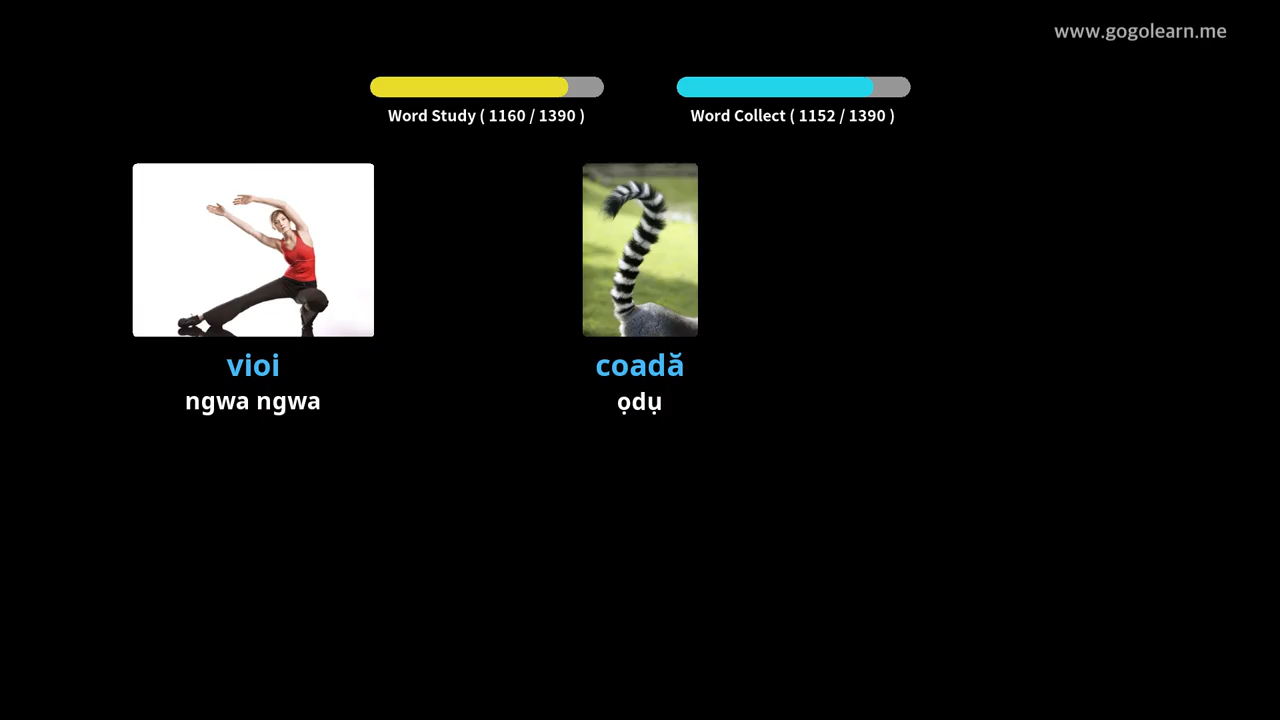 www.gogolearn.me
Word Study ( 1160 / 1390 )
Word Collect ( 1152 / 1390 )
vioi
ngwa ngwa
coadă
ọdụ